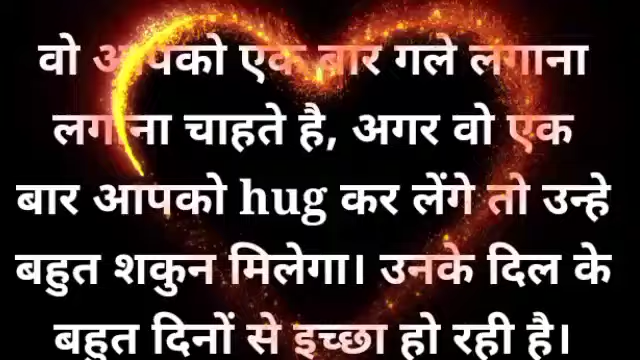 वो आपको एक बार गले लगाना
लगाना चाहते है, अगर वो एक
बार आपको hug कर लेंगे तो उन्हे
बहुत शकुन मिलेगा। उनके दिल के
बहुत दिनों से इच्छा हो रही है।